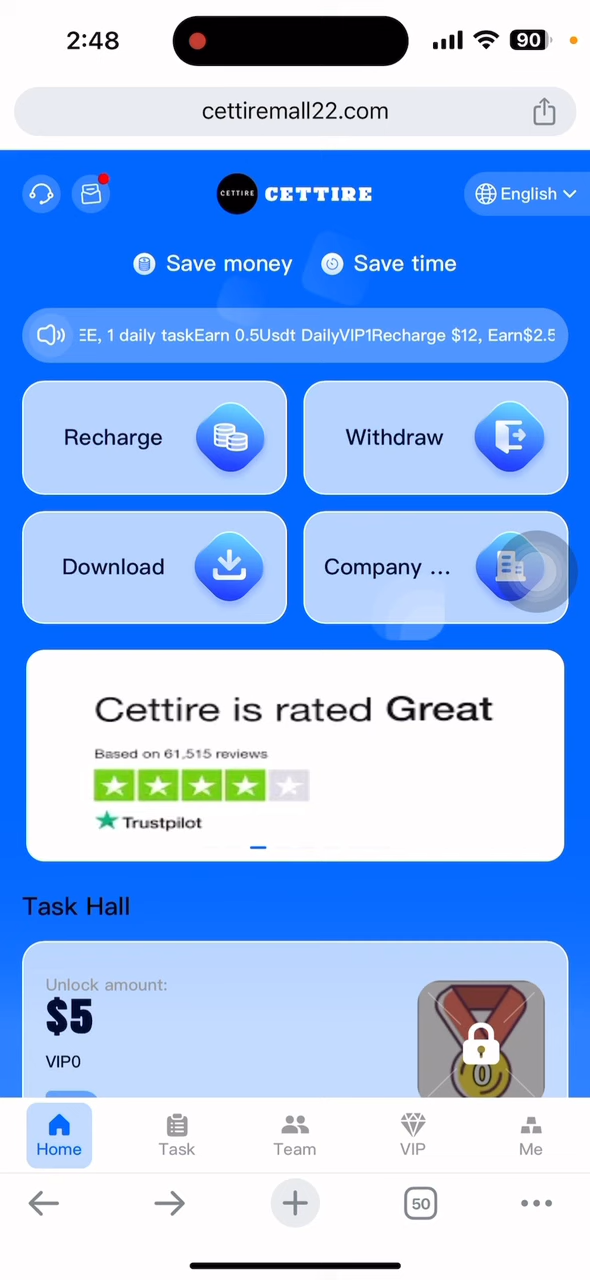 2:48
90
cettiremall22.com
CETTIRE CETTIRE
English
Save money Save time
EE, 1 daily taskEarn 0.5Usdt DailyVIP1Recharge $12, Earn$2.5
Recharge
Withdraw
Download
Company ...
Cettire is rated Great
Based on 61,515 reviews
Trustpilot
Task Hall
Unlock amount:
$5
VIP0
0
Home
Task
Team
VIP
Me
50